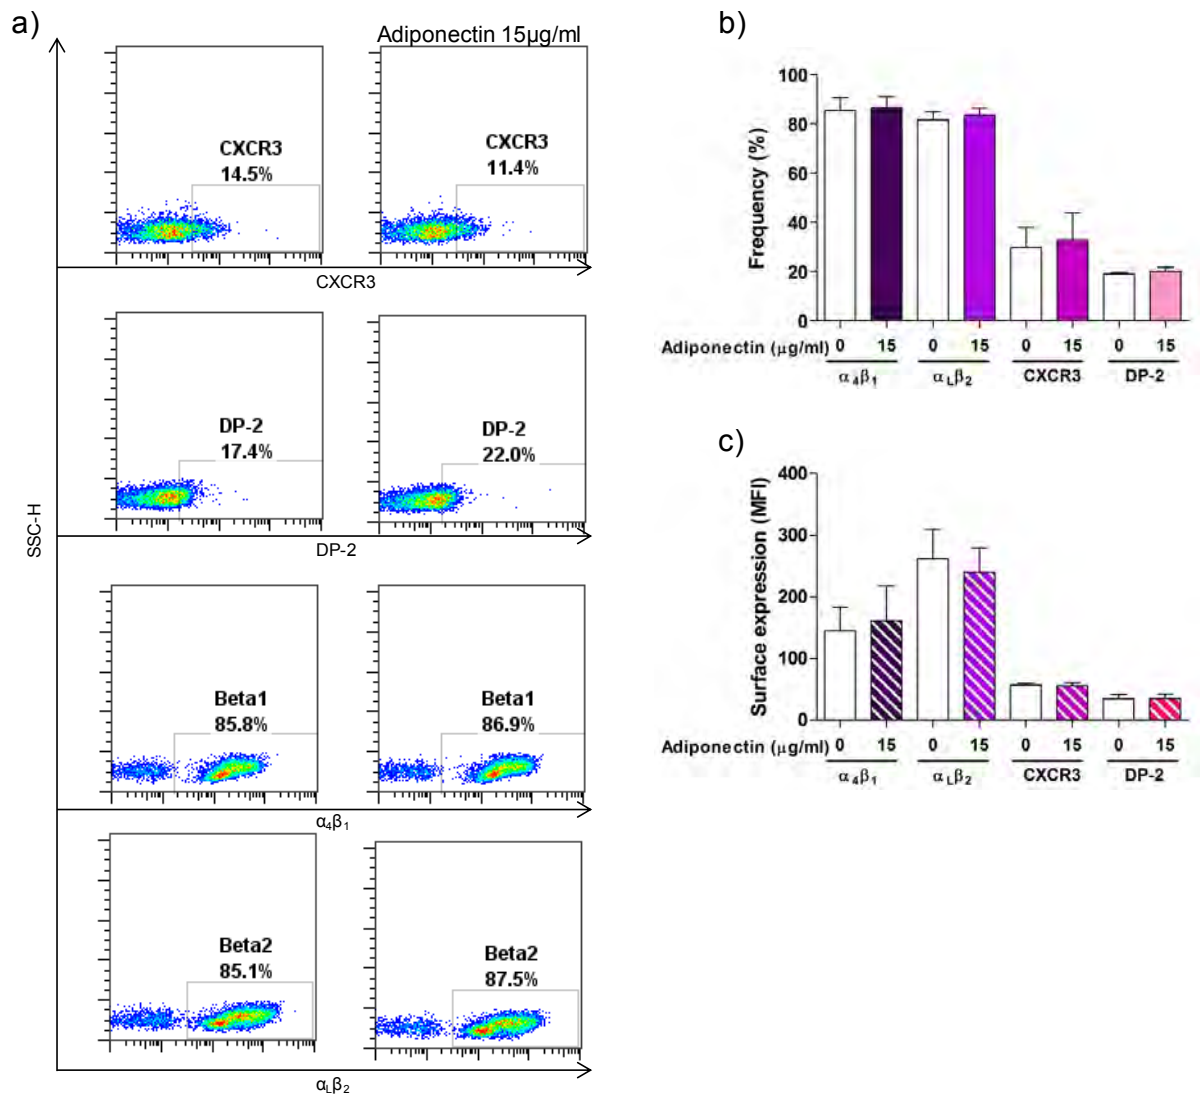 a)
Adiponectin 15µg/ml
CXCR3
14.5%
CXCR3
11.4%
CXCR3
DP-2
17.4%
DP-2
22.0%
DP-2
SSC-H
Beta1
85.8%
Beta1
86.9%
α₄β₁
Beta2
85.1%
Beta2
87.5%
αLβ₂
b)
Frequency (%)
100
80
60
40
20
0
Adiponectin (µg/ml) 0 15 0 15 0 15 0 15
α₄β₁ αLβ₂ CXCR3 DP-2
c)
Surface expression (MFI)
400
300
200
100
0
Adiponectin (µg/ml) 0 15 0 15 0 15 0 15
α₄β₁ αLβ₂ CXCR3 DP-2